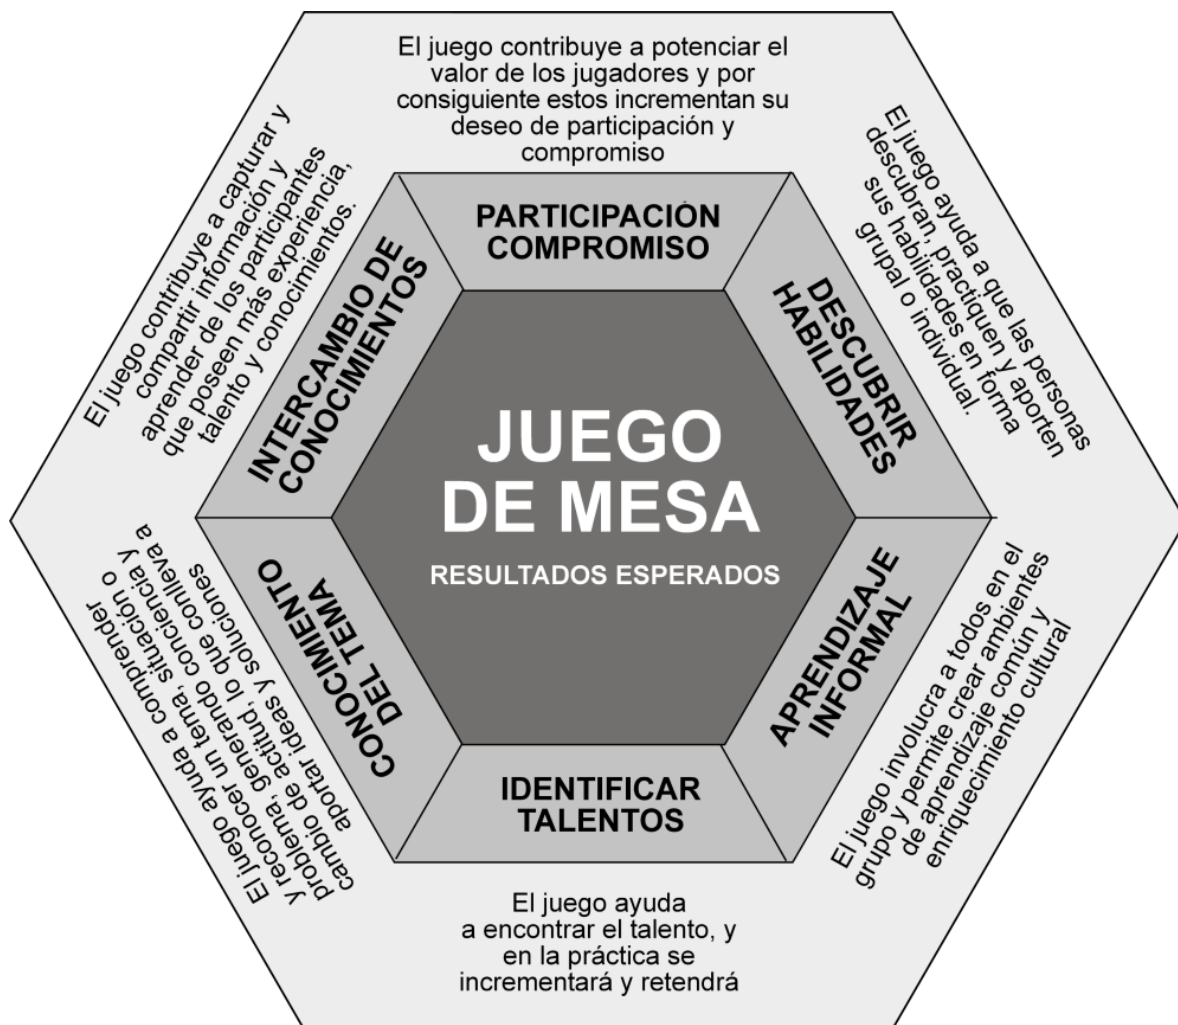 El juego contribuye a potenciar el
valor de los jugadores y por
consiguiente estos incrementan su
deseo de participación y
compromiso
PARTICIPACIÓN
COMPROMISO
El juego ayuda a que las personas
descubran, practiquen y aporten
sus habilidades en forma
grupal o individual.
DESCUBRIR
HABILIDADES
El juego contribuye a capturar y
compartir información y
aprender de los participantes
que poseen más experiencia,
talento y conocimientos.
INTERCAMBIO DE
CONOCIMIENTOS
JUEGO
DE MESA
RESULTADOS ESPERADOS
APRENDIZAJE
INFORMAL
El juego involucra a todos en el
grupo y permite crear ambientes
de aprendizaje común y
enriquecimiento cultural
CONOCIMIENTO
DEL TEMA
El juego ayuda a comprender
y reconocer un tema, situación o
problema, generando conciencia y
cambio de actitud, lo que conlleva a
aportar ideas y soluciones
IDENTIFICAR
TALENTOS
El juego ayuda
a encontrar el talento, y
en la práctica se
incrementará y retendrá